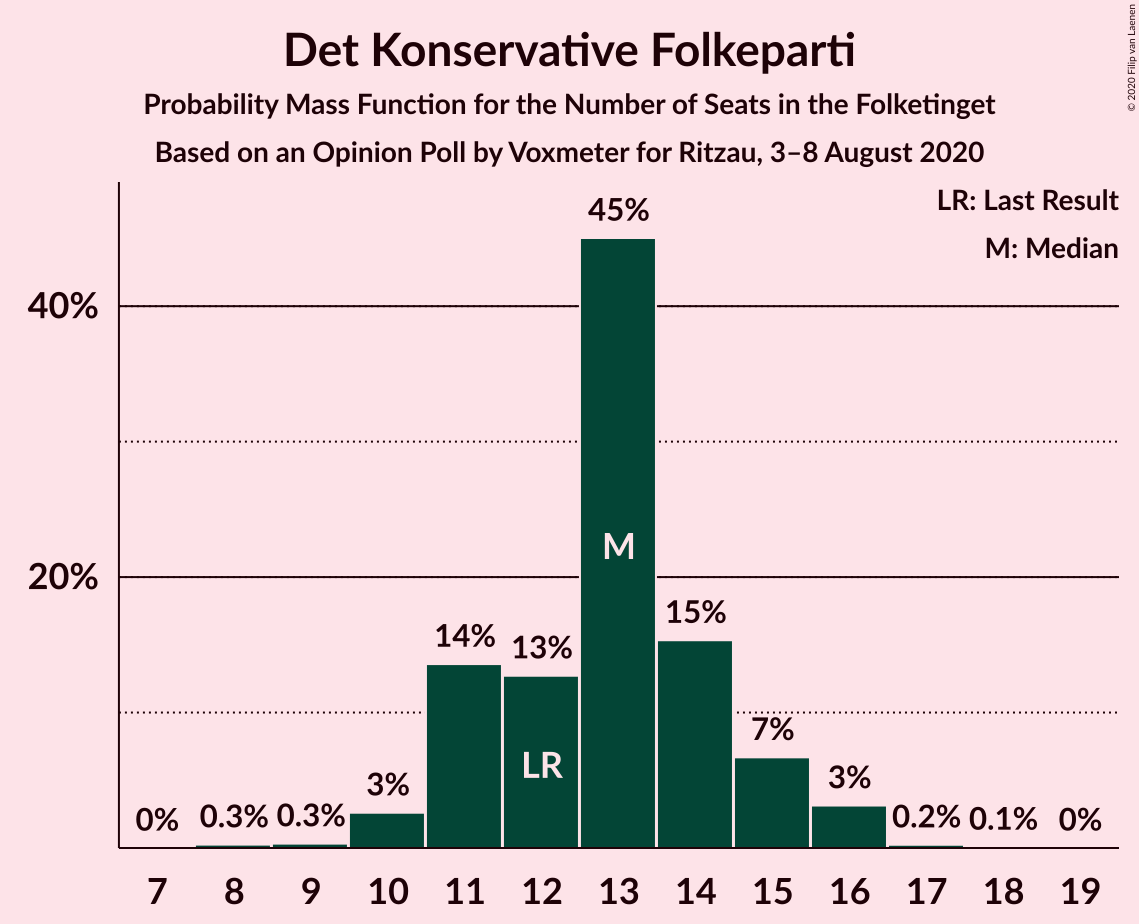 Det Konservative Folkeparti
Probability Mass Function for the Number of Seats in the Folketinget
Based on an Opinion Poll by Voxmeter for Ritzau, 3–8 August 2020
© 2020 Filip van Laenen
LR: Last Result
M: Median
45%
40%
M
20%
15%
14%
13%
7%
LR
3%
3%
0%
0.3%
0.3%
0.2%
0.1%
0%
7 8 9 10 11 12 13 14 15 16 17 18 19